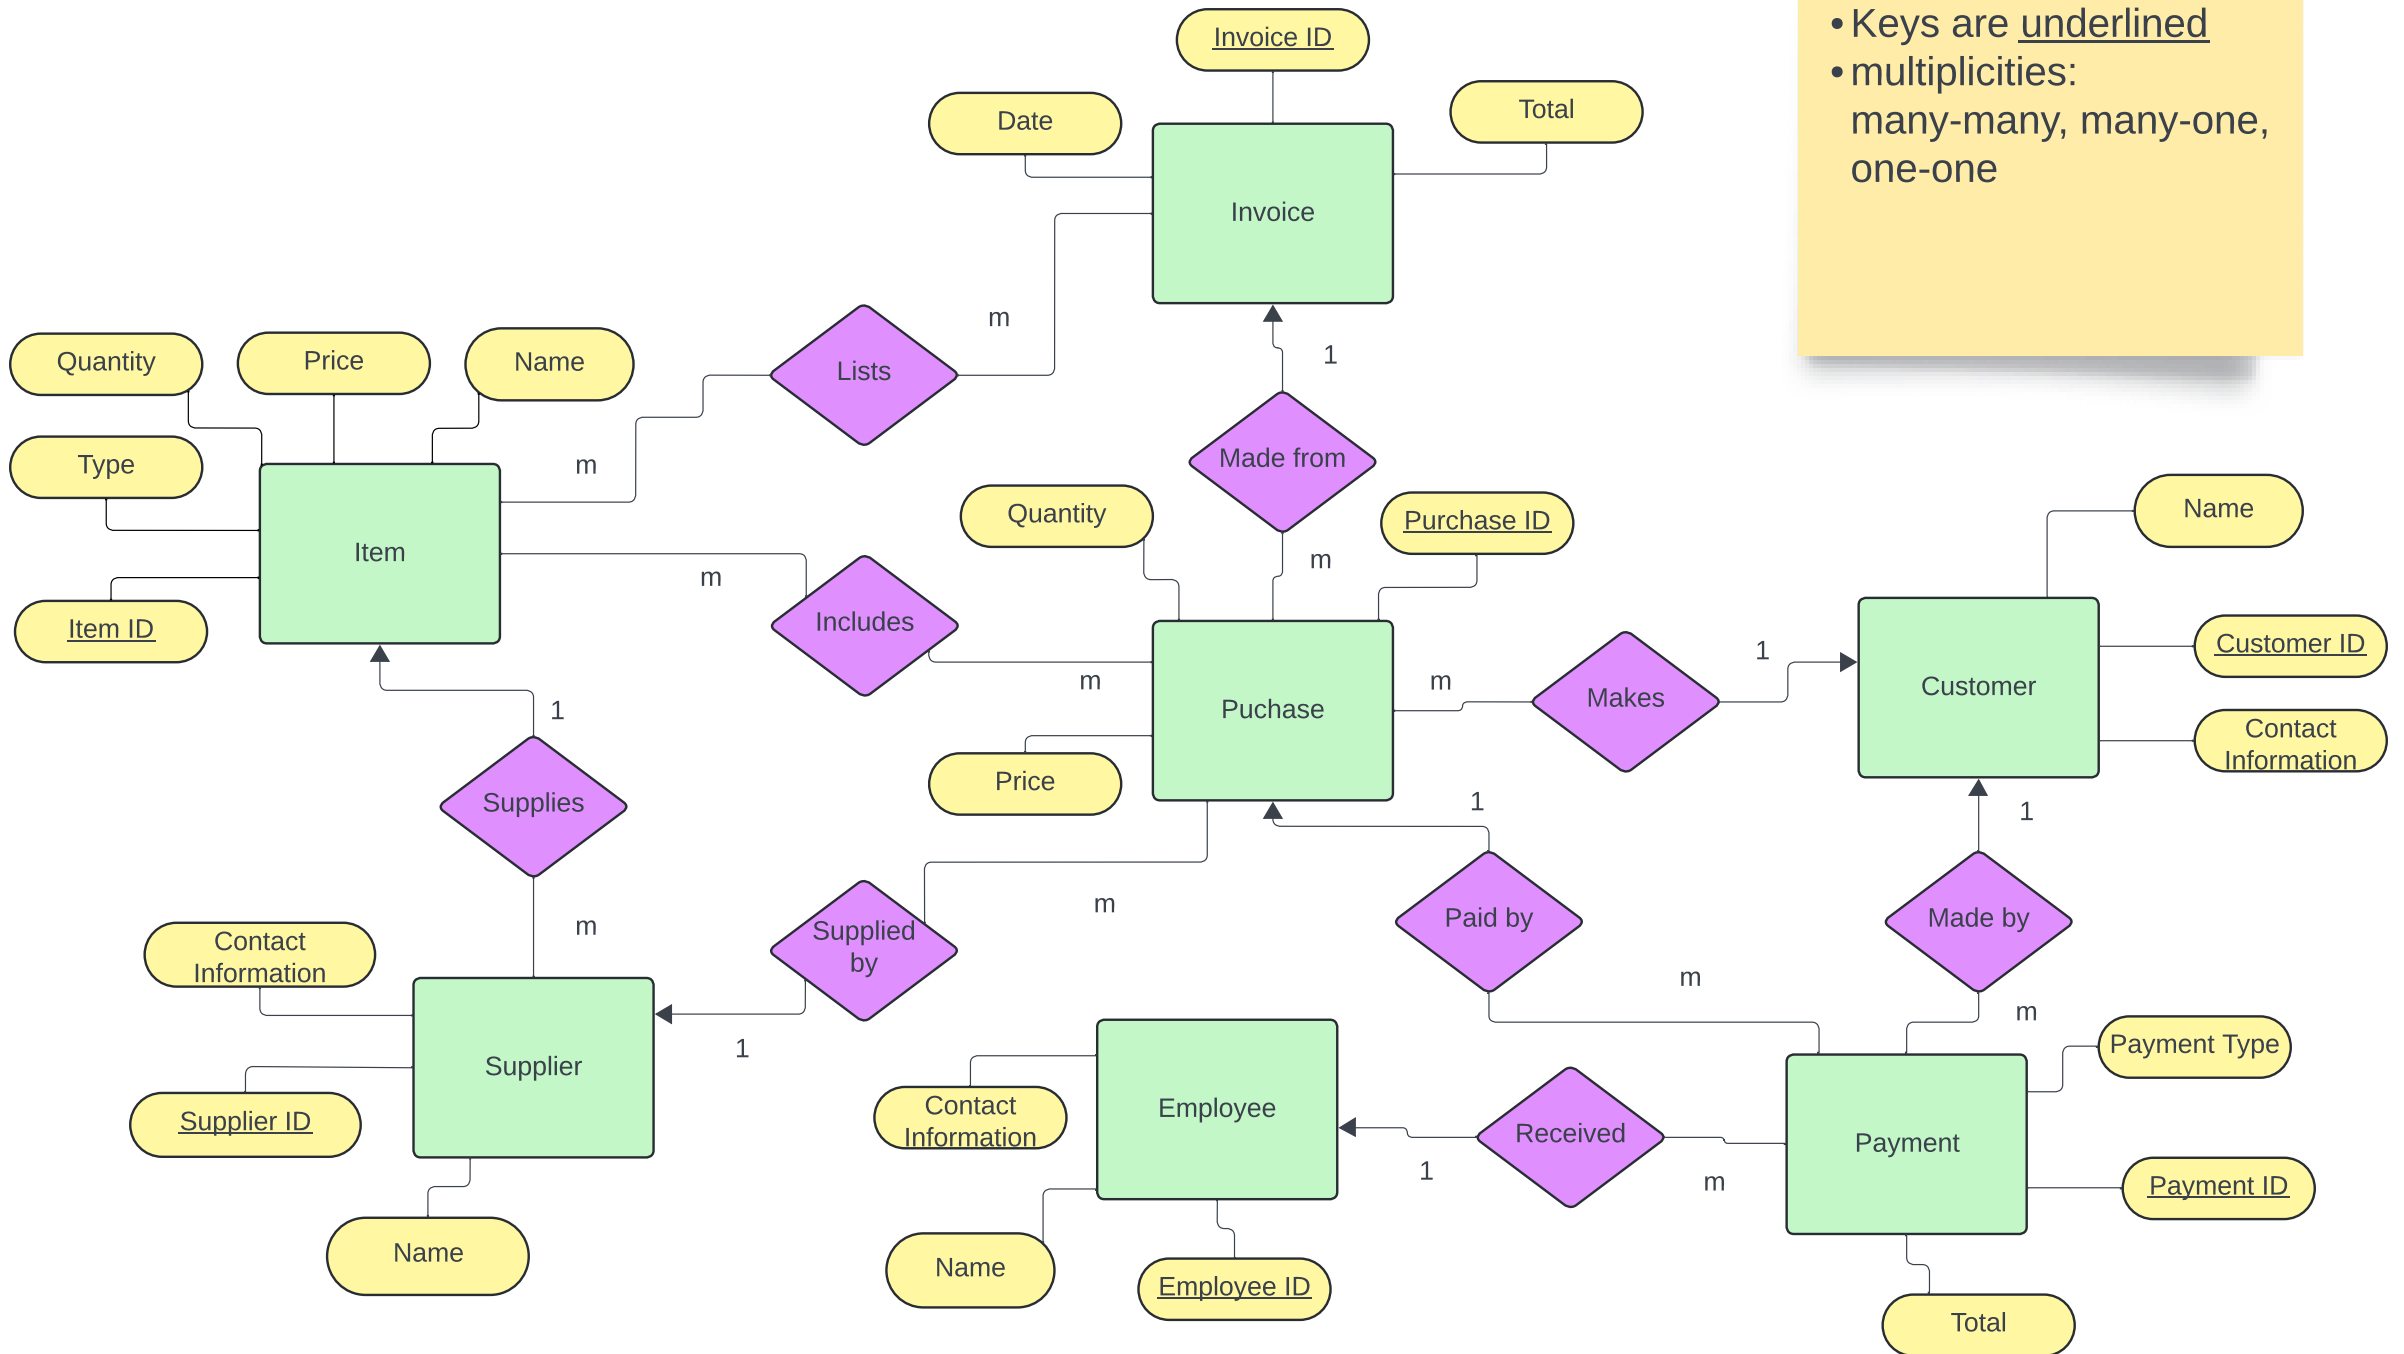 Invoice ID
• Keys are underlined
• multiplicities:
many-many, many-one,
one-one
Date
Total
Invoice
m
1
Quantity
Price
Name
Lists
Type
m
Made from
Item
Quantity
Purchase ID
Name
m
m
Item ID
Includes
Customer ID
m
m
1
Puchase
Makes
Customer
Contact
Information
1
Price
Supplies
1
1
m
m
Supplied
by
Paid by
Made by
Contact
Information
m
m
1
Supplier
Supplier ID
Employee
Contact
Information
Payment Type
Received
Payment
1
m
Payment ID
Name
Name
Employee ID
Total